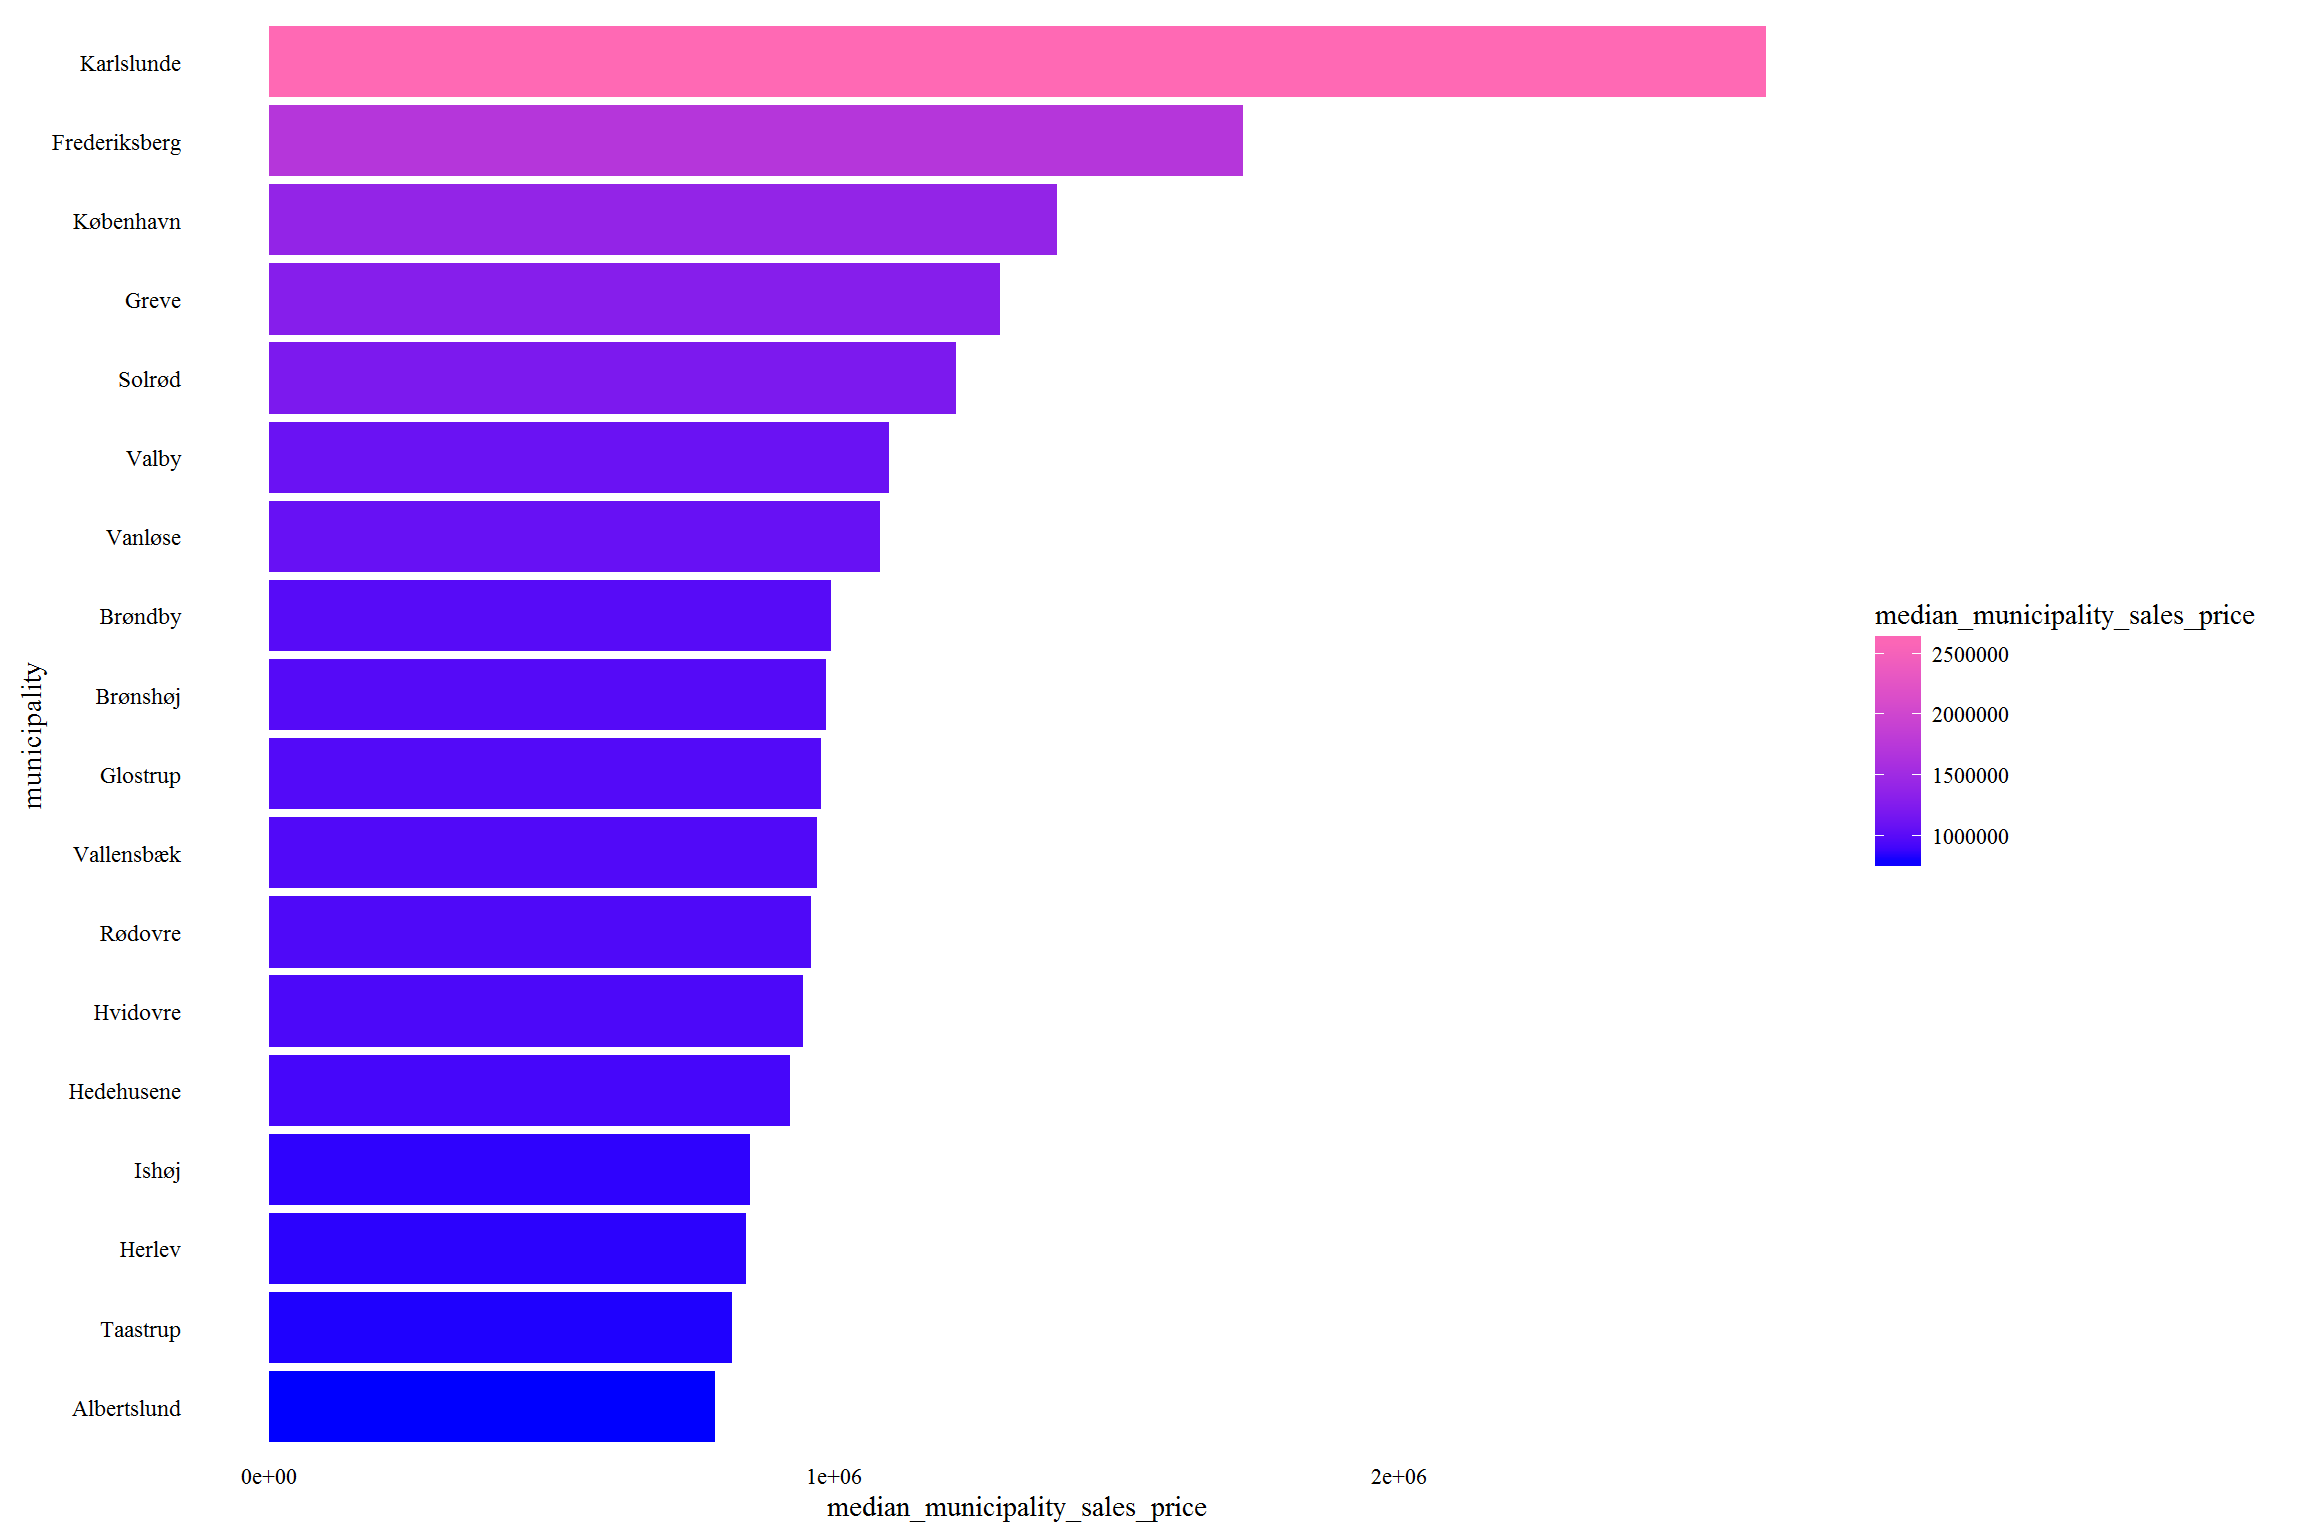 Karlslunde
Frederiksberg
København
Greve
Solrød
Valby
Vanløse
Brøndby
Brønshøj
Glostrup
Vallensbæk
Rødovre
Hvidovre
Hedehusene
Ishøj
Herlev
Taastrup
Albertslund
municipality
0e+00 1e+06 2e+06
median_municipality_sales_price
median_municipality_sales_price
2500000
2000000
1500000
1000000